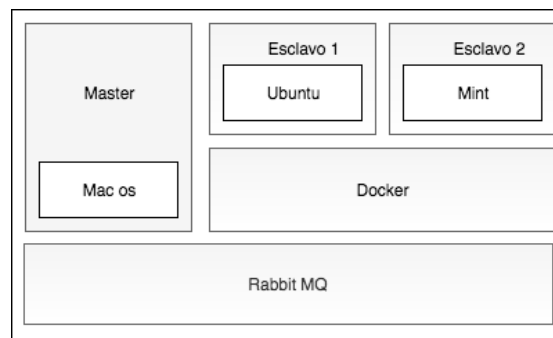 Esclavo 1
Esclavo 2
Master
Ubuntu
Mint
Mac os
Docker
Rabbit MQ